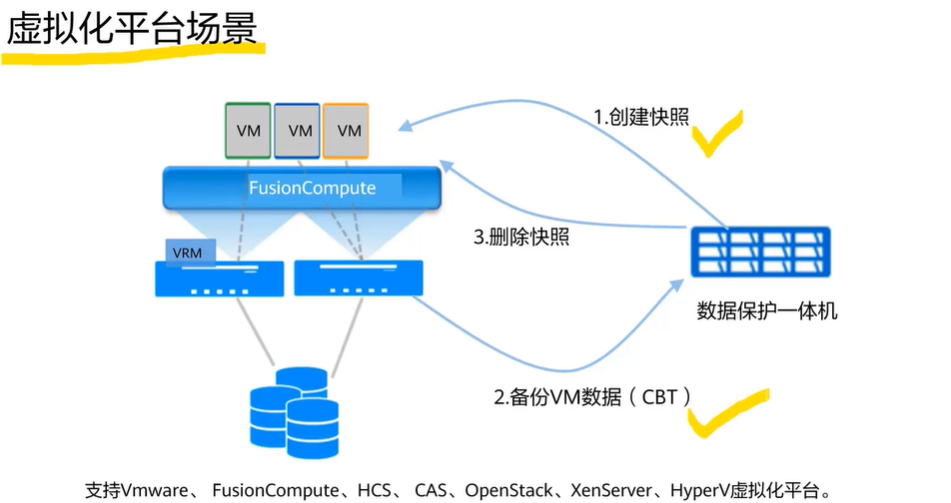 虚拟化平台场景
VM VM VM
1.创建快照
FusionCompute
3.删除快照
VRM
数据保护一体机
2.备份VM数据（CBT）
支持Vmware、 FusionCompute、HCS、 CAS、OpenStack、XenServer、HyperV虚拟化平台。